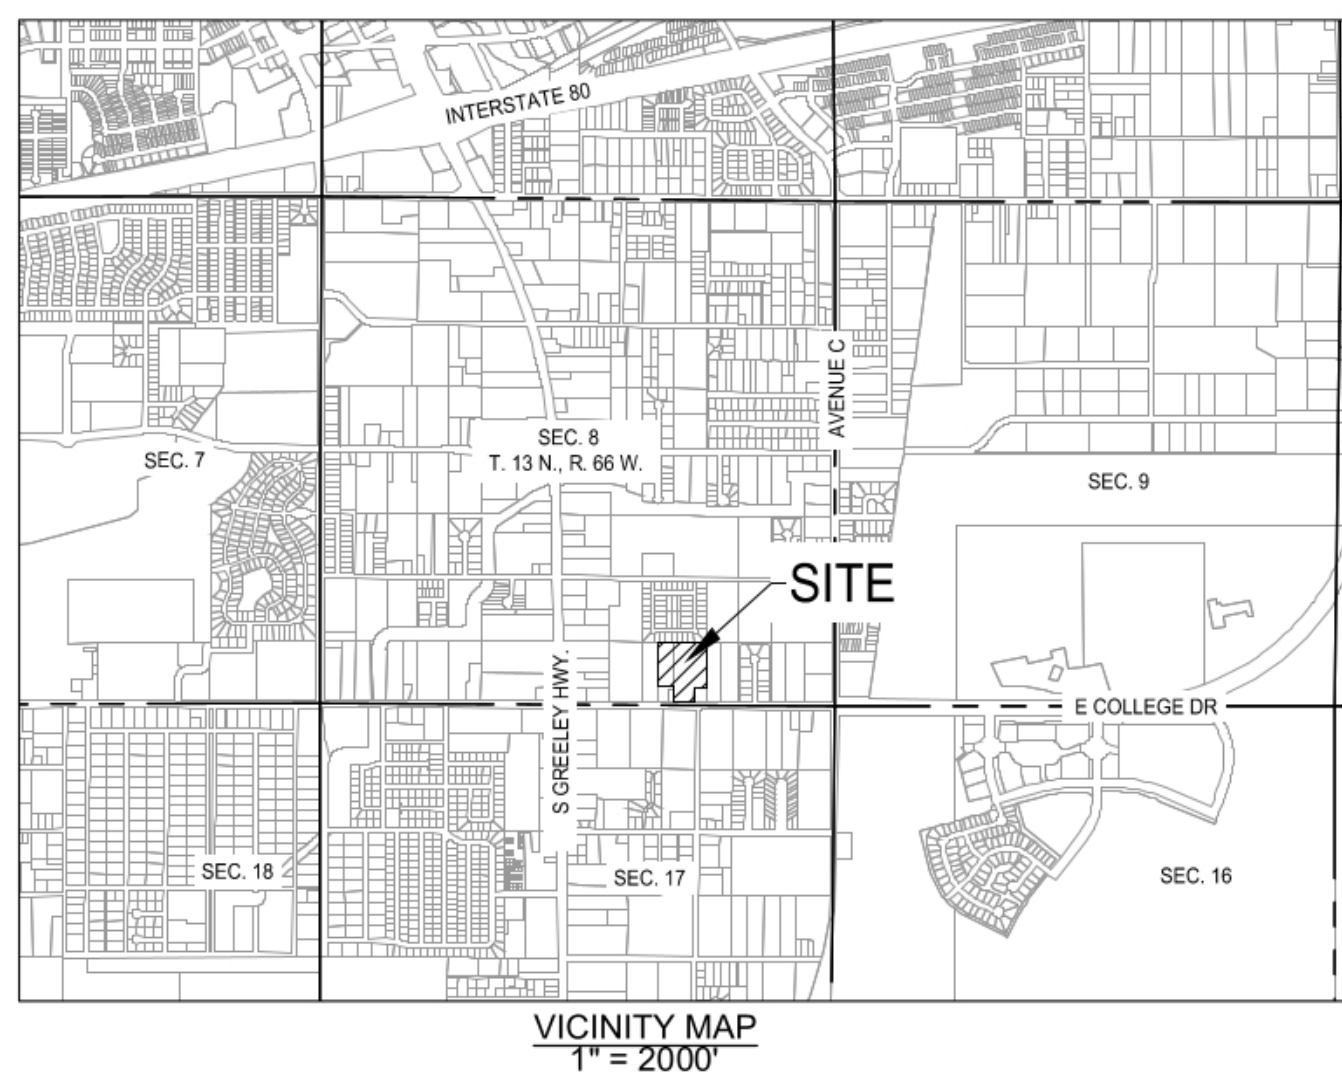 INTERSTATE 80
AVENUE C
SEC. 8
T. 13 N., R. 66 W.
SEC. 7
SEC. 9
SITE
S GREELEY HWY.
E COLLEGE DR
SEC. 18
SEC. 17
SEC. 16
VICINITY MAP
1" = 2000'